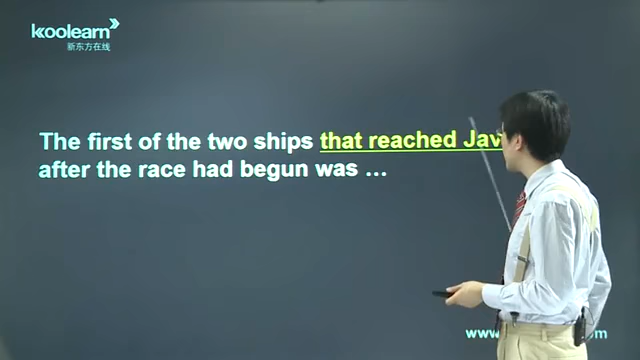 koolearn
新东方在线
The first of the two ships that reached
after the race had begun was …
www.